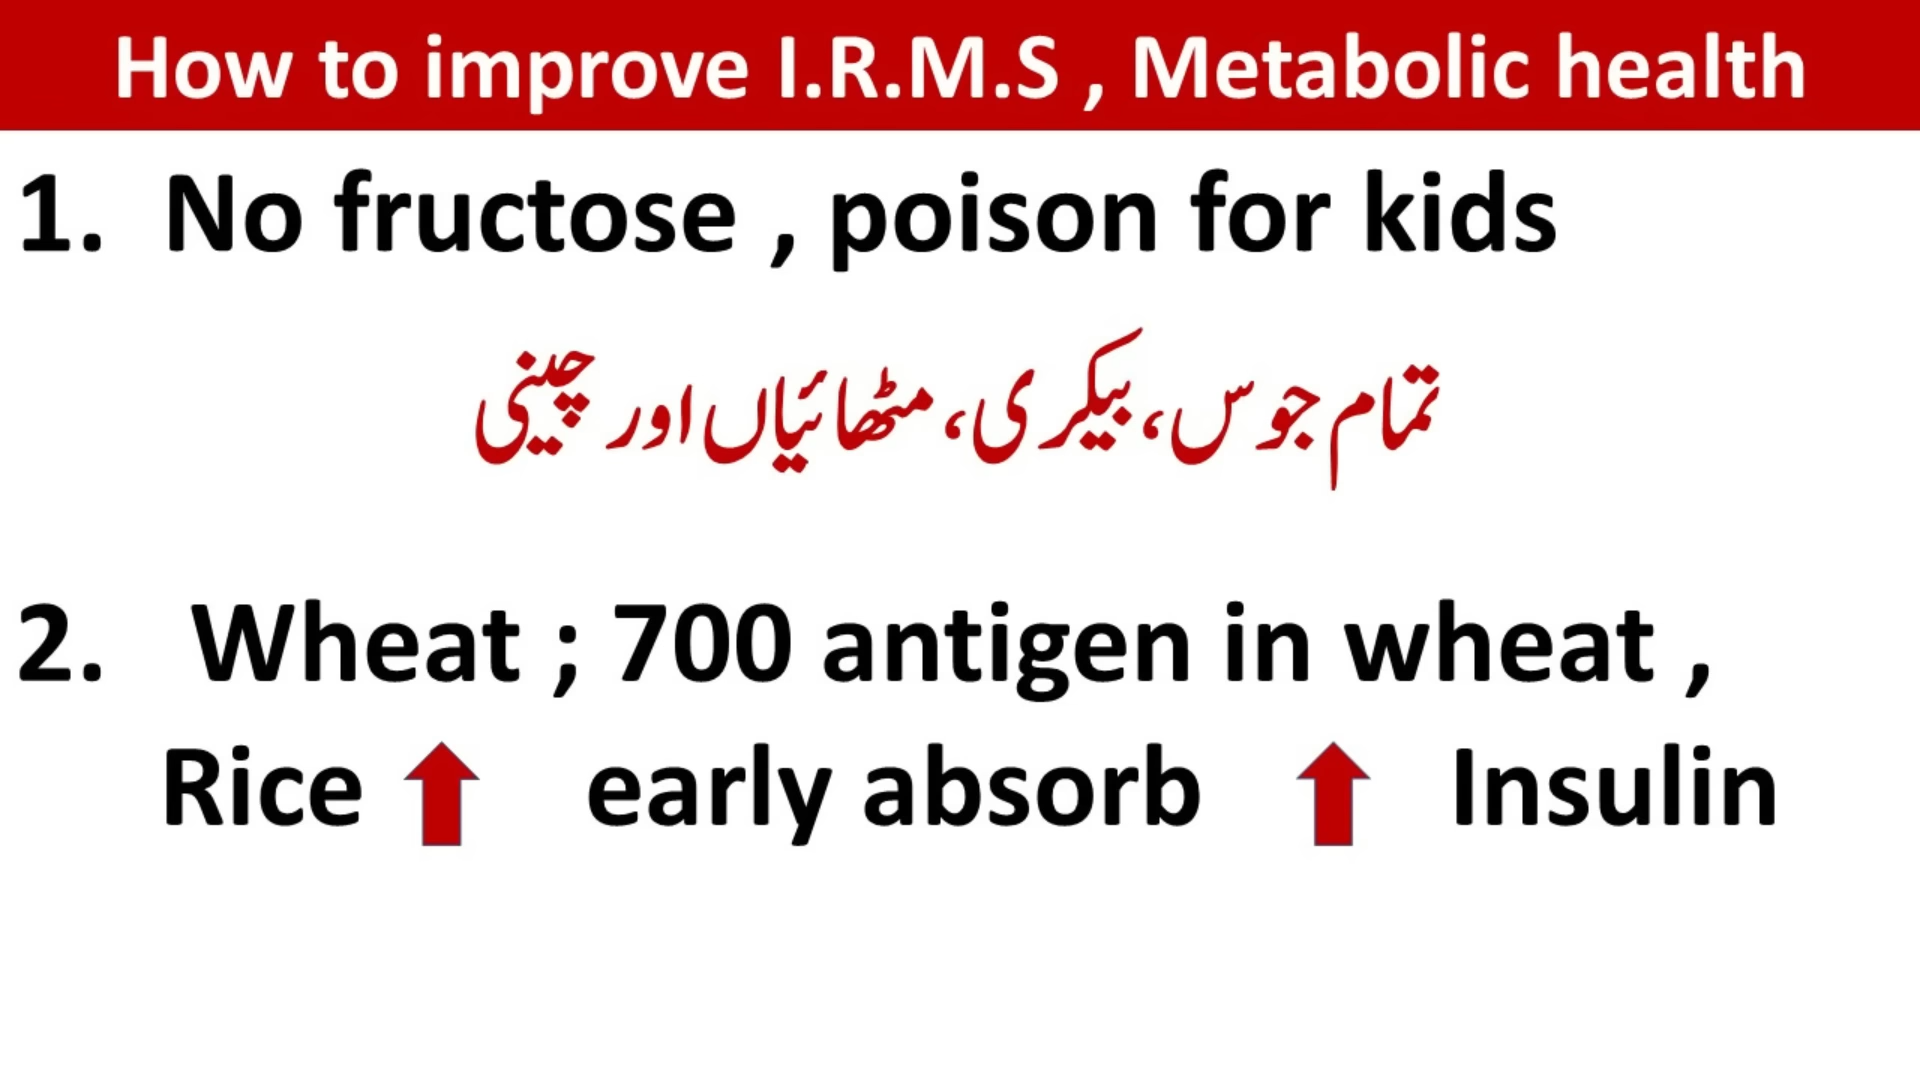 How to improve I.R.M.S , Metabolic health
1. No fructose , poison for kids
تمام جوس، بیکری، مٹھائیاں اور چینی
2. Wheat ; 700 antigen in wheat ,
Rice ⬆ early absorb ⬆ Insulin